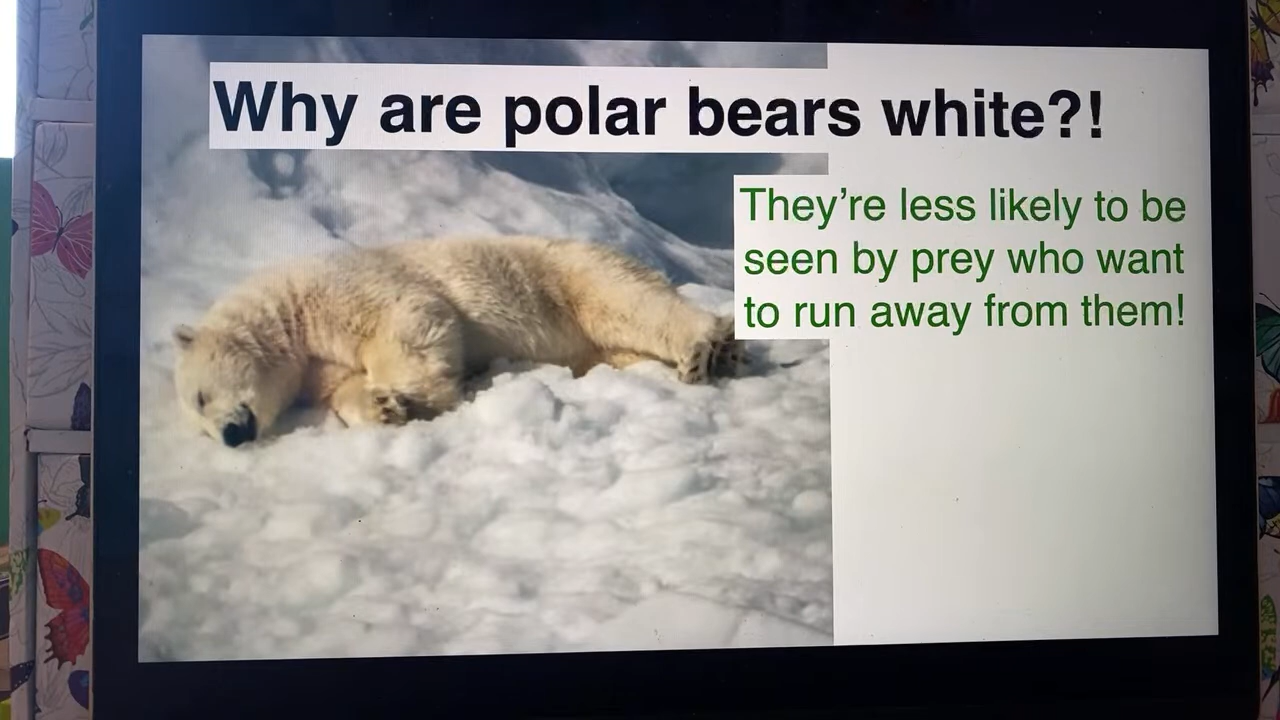 Why are polar bears white?!
They're less likely to be
seen by prey who want
to run away from them!